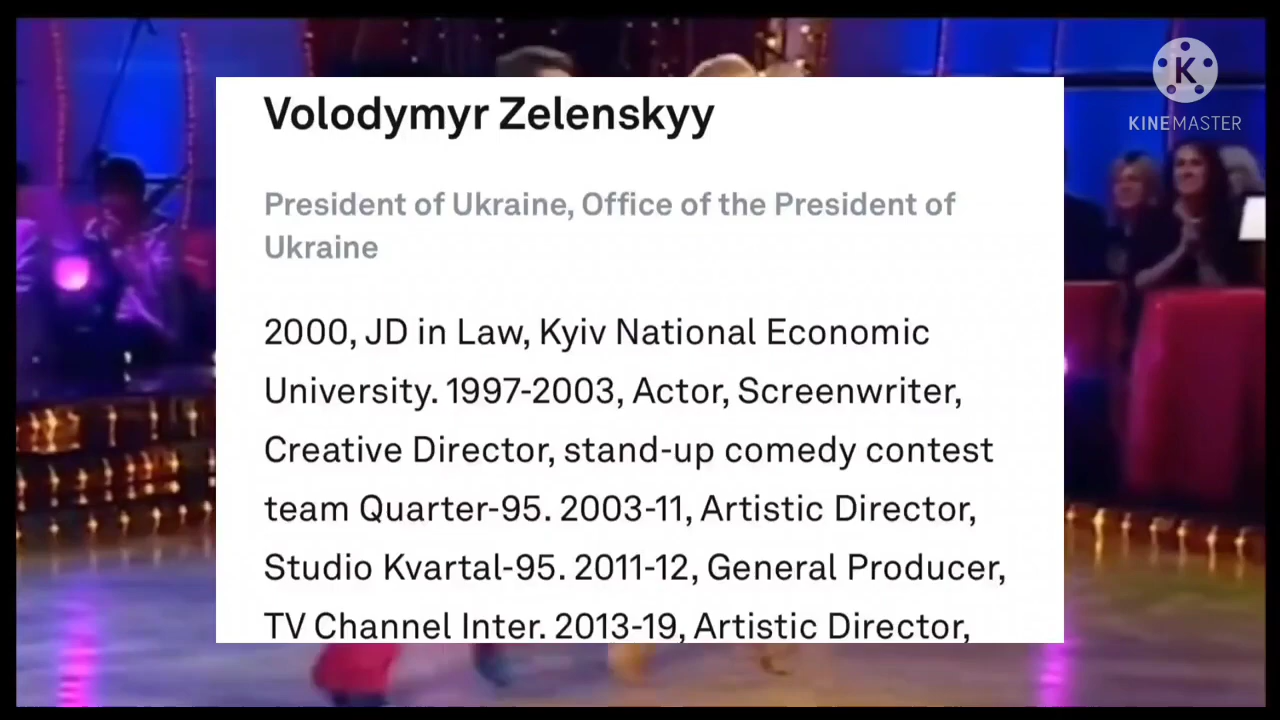 Volodymyr Zelenskyy
K
KINEMASTER
President of Ukraine, Office of the President of
Ukraine
2000, JD in Law, Kyiv National Economic
University. 1997-2003, Actor, Screenwriter,
Creative Director, stand-up comedy contest
team Quarter-95. 2003-11, Artistic Director,
Studio Kvartal-95. 2011-12, General Producer,
TV Channel Inter. 2013-19, Artistic Director,